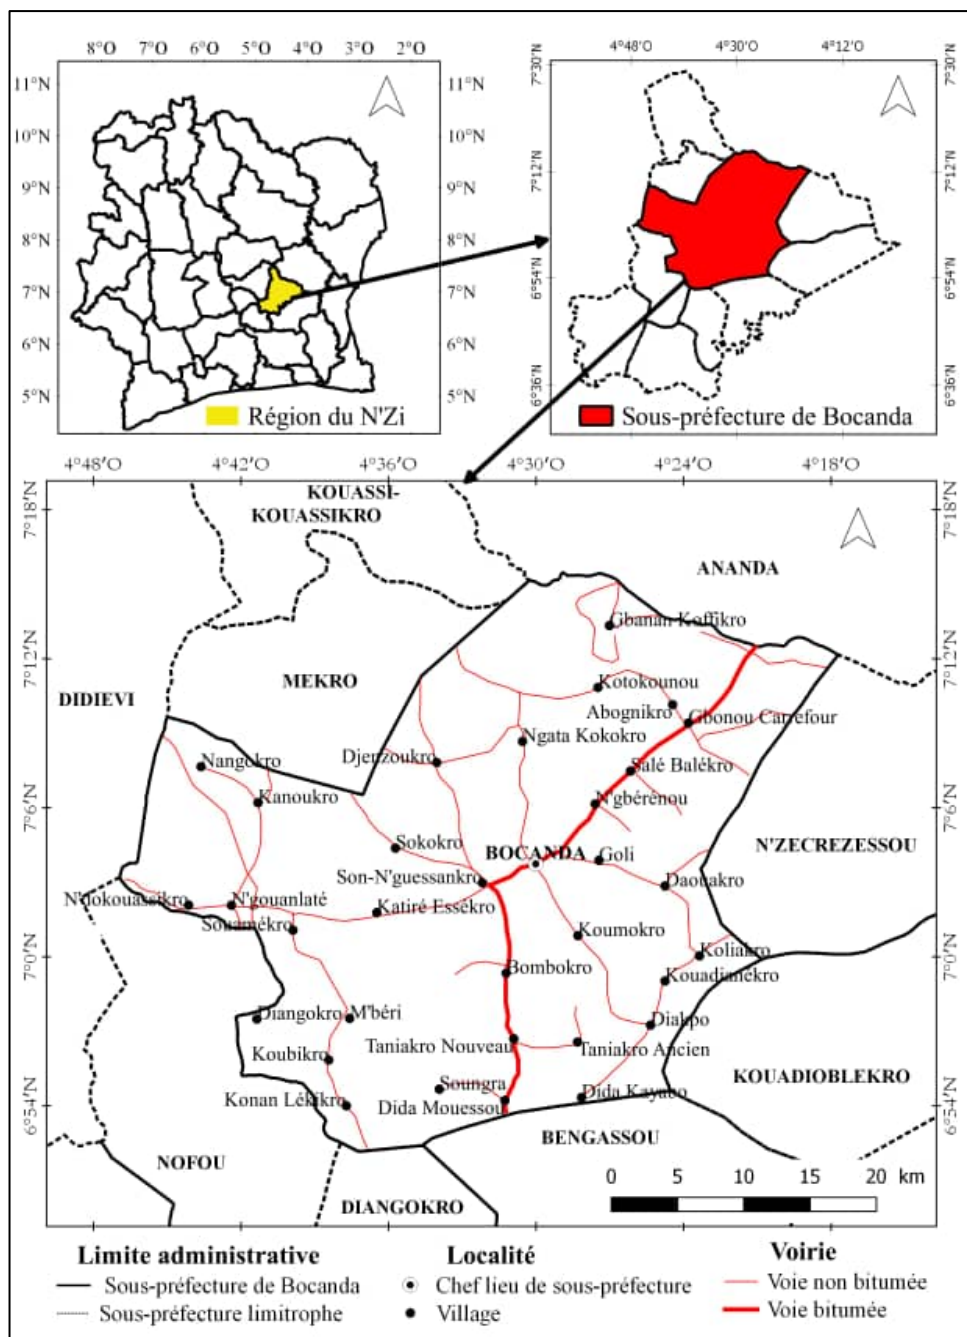 8°O 7°O 6°O 5°O 4°O 3°O 2°O
11°N 11°N
10°N 10°N
9°N 9°N
8°N 8°N
7°N 7°N
6°N 6°N
5°N 5°N
Région du N'Zi
4°48'O 4°30'O 4°12'O
7°30'N 7°30'N
7°12'N 7°12'N
6°54'N 6°54'N
6°36'N 6°36'N
Sous-préfecture de Bocanda
4°48'O 4°42'O 4°36'O 4°30'O 4°24'O 4°18'O
7°18'N 7°18'N
7°12'N 7°12'N
7°6'N 7°6'N
7°0'N 7°0'N
6°54'N 6°54'N
KOUASSI-
KOUASSIKRO
ANANDA
Gbanan Koffikro
MEKRO
DIDIEVI
Kotokounou
Abognikro
Gbonou Carrefour
Ngata Kokokro
Djenzoukro
Nangokro
Salé Balékro
Kanoukro
N'gbérénou
Sokokro
BOCANDA
Goli
N'ZECREZESSOU
Son-N'guessankro
Daouakro
N'dokouassikro
N'gouanlaté
Katiré Essékro
Souamékro
Koumokro
Koliakro
Bombokro
Kouadianekro
Diangokro
M'béri
Diakpo
Taniakro Nouveau
Taniakro Ancien
Koubikro
KOUADIOBLEKRO
Soungra
Konan Lékikro
Dida Mouessou
Dida Kayabo
BENGASSOU
NOFOU
DIANGOKRO
0 5 10 15 20 km
Limite administrative
Sous-préfecture de Bocanda
Sous-préfecture limitrophe
Localité
Chef lieu de sous-préfecture
Village
Voirie
Voie non bitumée
Voie bitumée